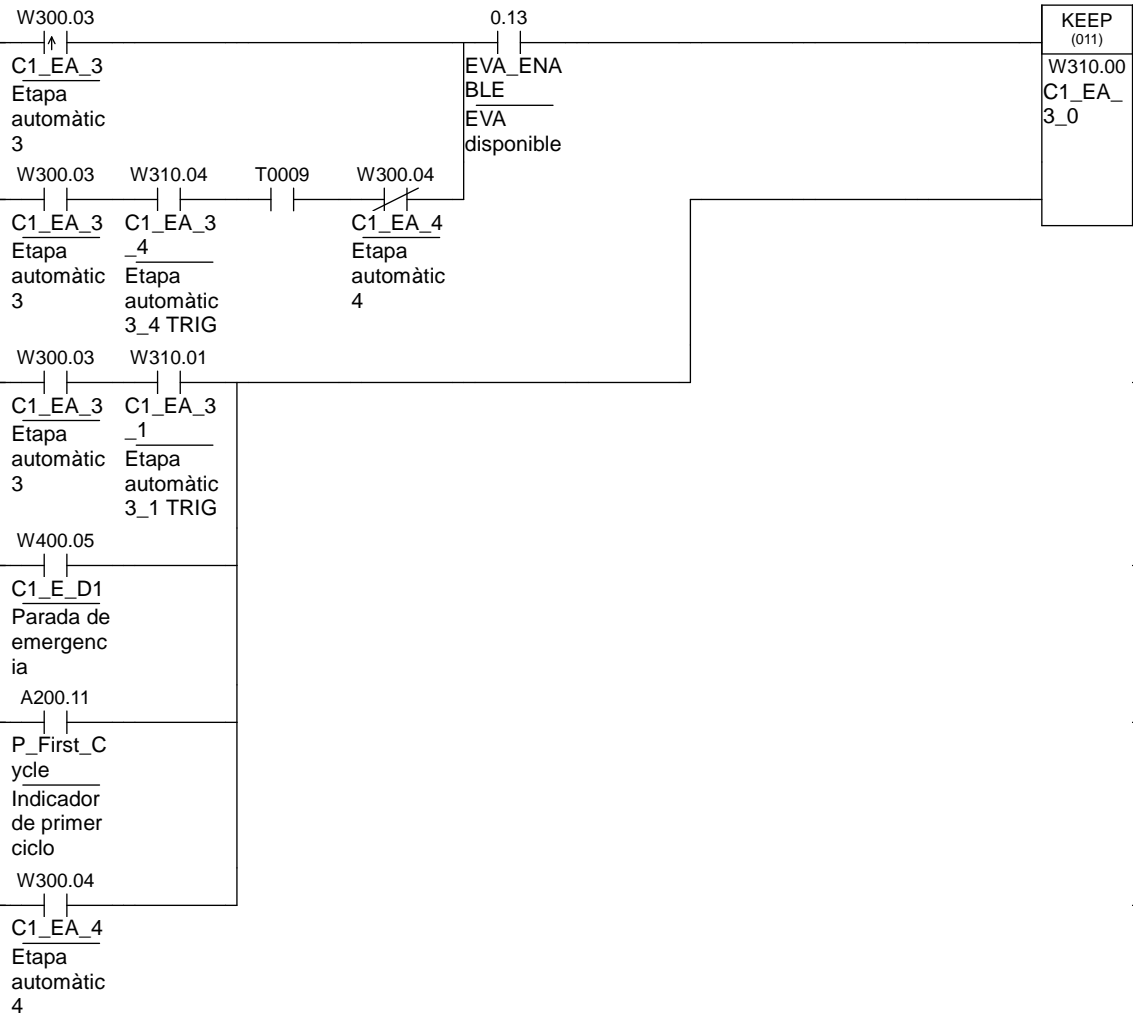 W300.03 0.13 KEEP
(011)
C1_EA_3 EVA_ENA W310.00
Etapa BLE C1_EA_
automàtic EVA 3_0
3 disponible
W300.03 W310.04 T0009 W300.04
C1_EA_3 C1_EA_3 C1_EA_4
Etapa _4 Etapa
automàtic Etapa automàtic
3 automàtic 4
3_4 TRIG
W300.03 W310.01
C1_EA_3 C1_EA_3
Etapa _1
automàtic Etapa
3 automàtic
3_1 TRIG
W400.05
C1_E_D1
Parada de
emergenc
ia
A200.11
P_First_C
ycle
Indicador
de primer
ciclo
W300.04
C1_EA_4
Etapa
automàtic
4